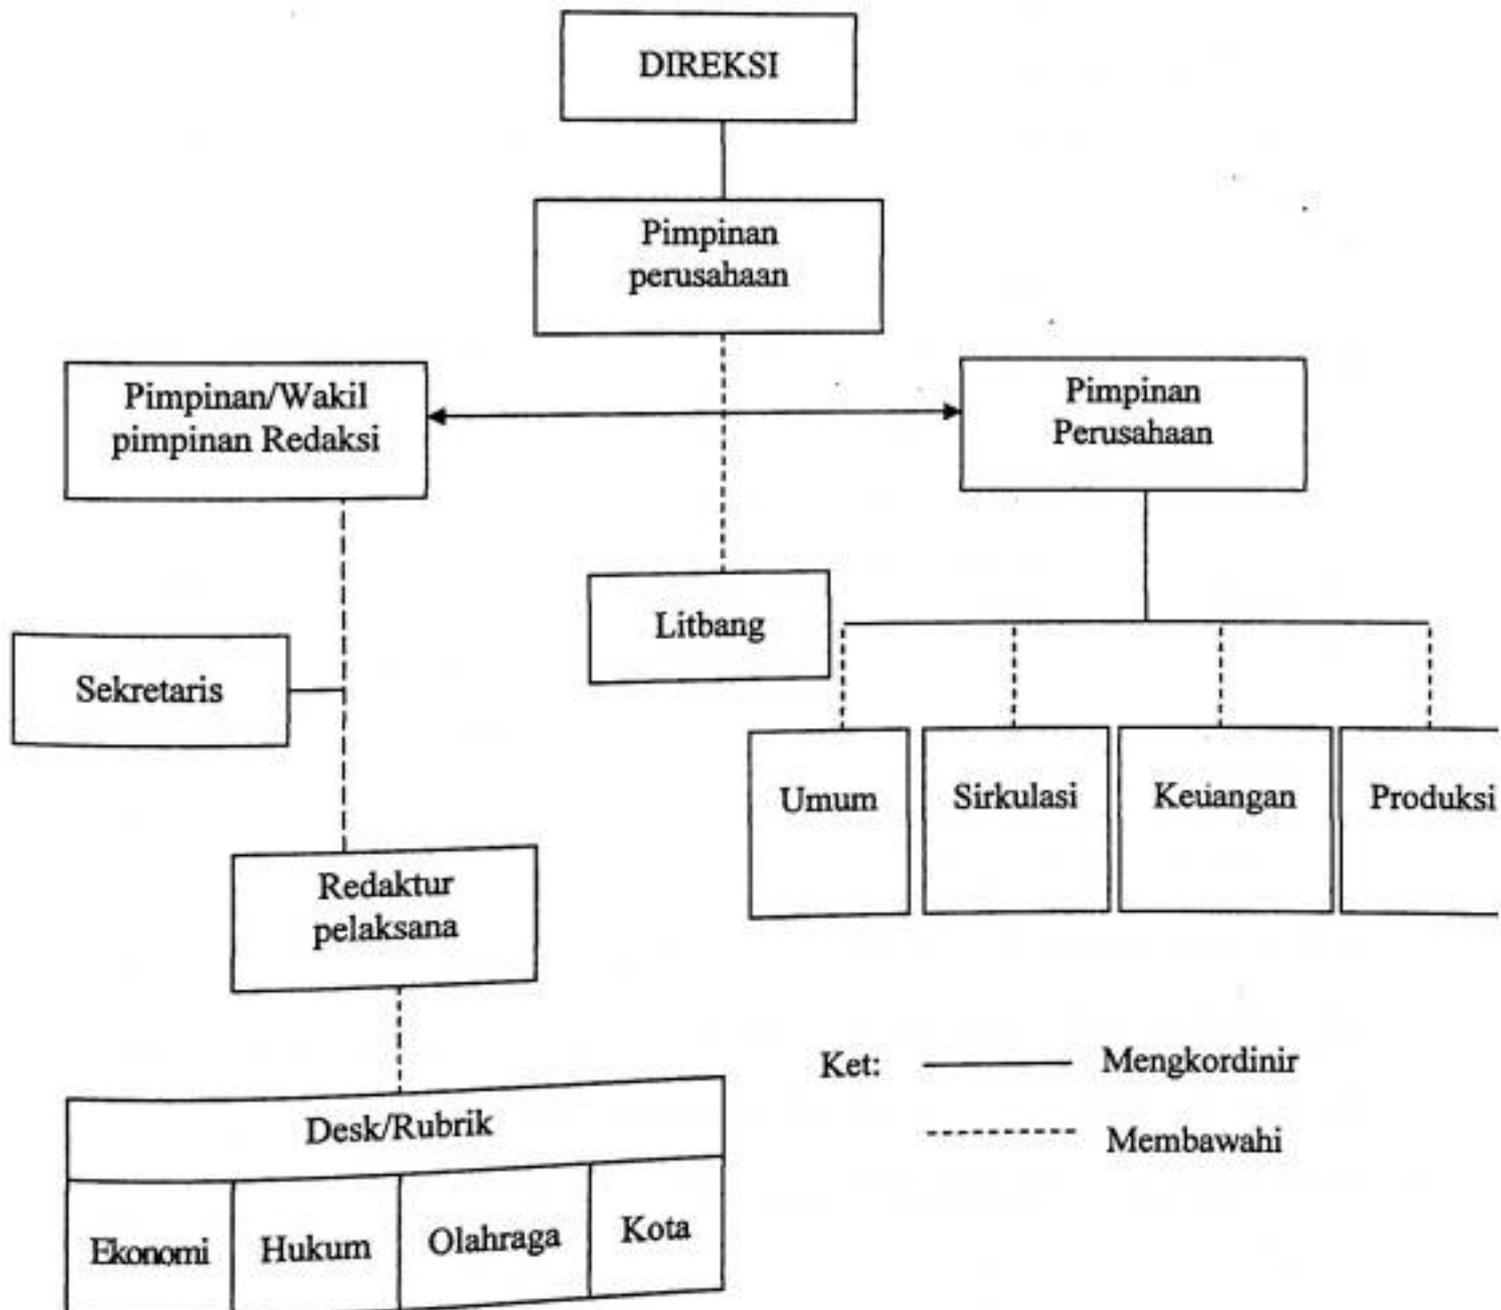 DIREKSI
Pimpinan
perusahaan
Pimpinan/Wakil
pimpinan Redaksi
Pimpinan
Perusahaan
Litbang
Sekretaris
Umum
Sirkulasi
Keuangan
Produksi
Redaktur
pelaksana
Ket:
Mengkordinir
Membawahi
Desk/Rubrik
Ekonomi
Hukum
Olahraga
Kota